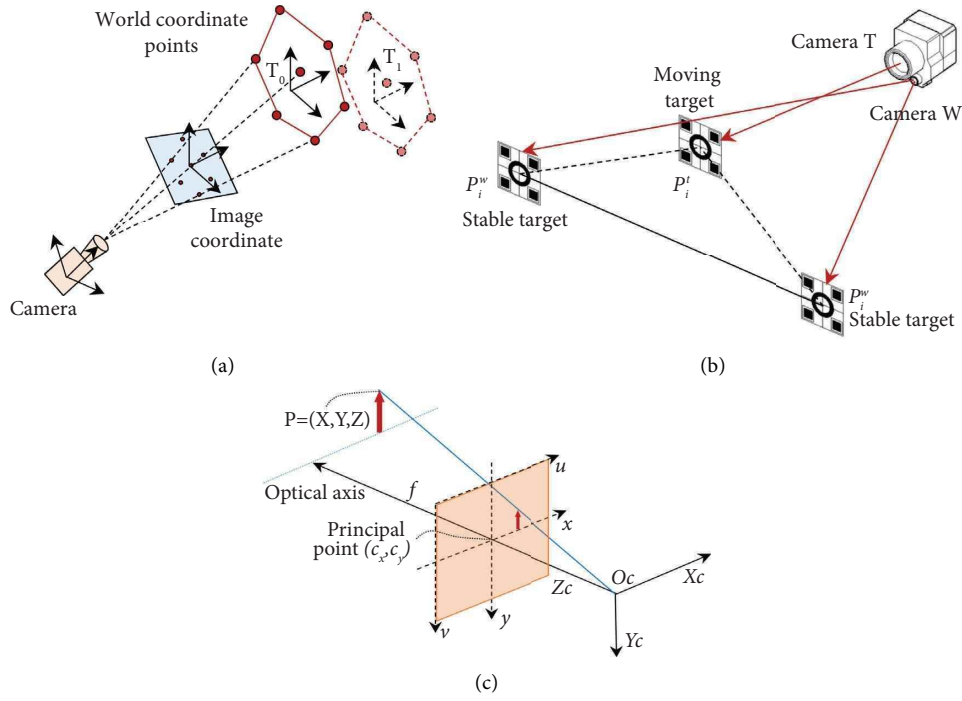 World coordinate
points
T0
T1
Image
coordinate
Camera
(a)
Camera T
Moving
target
Camera W
P_i^w
Stable target
P_i^t
P_i^w
Stable target
(b)
P=(X,Y,Z)
u
Optical axis
f
x
Principal
point (c_x,c_y)
Zc
Oc
Xc
v
y
Yc
(c)